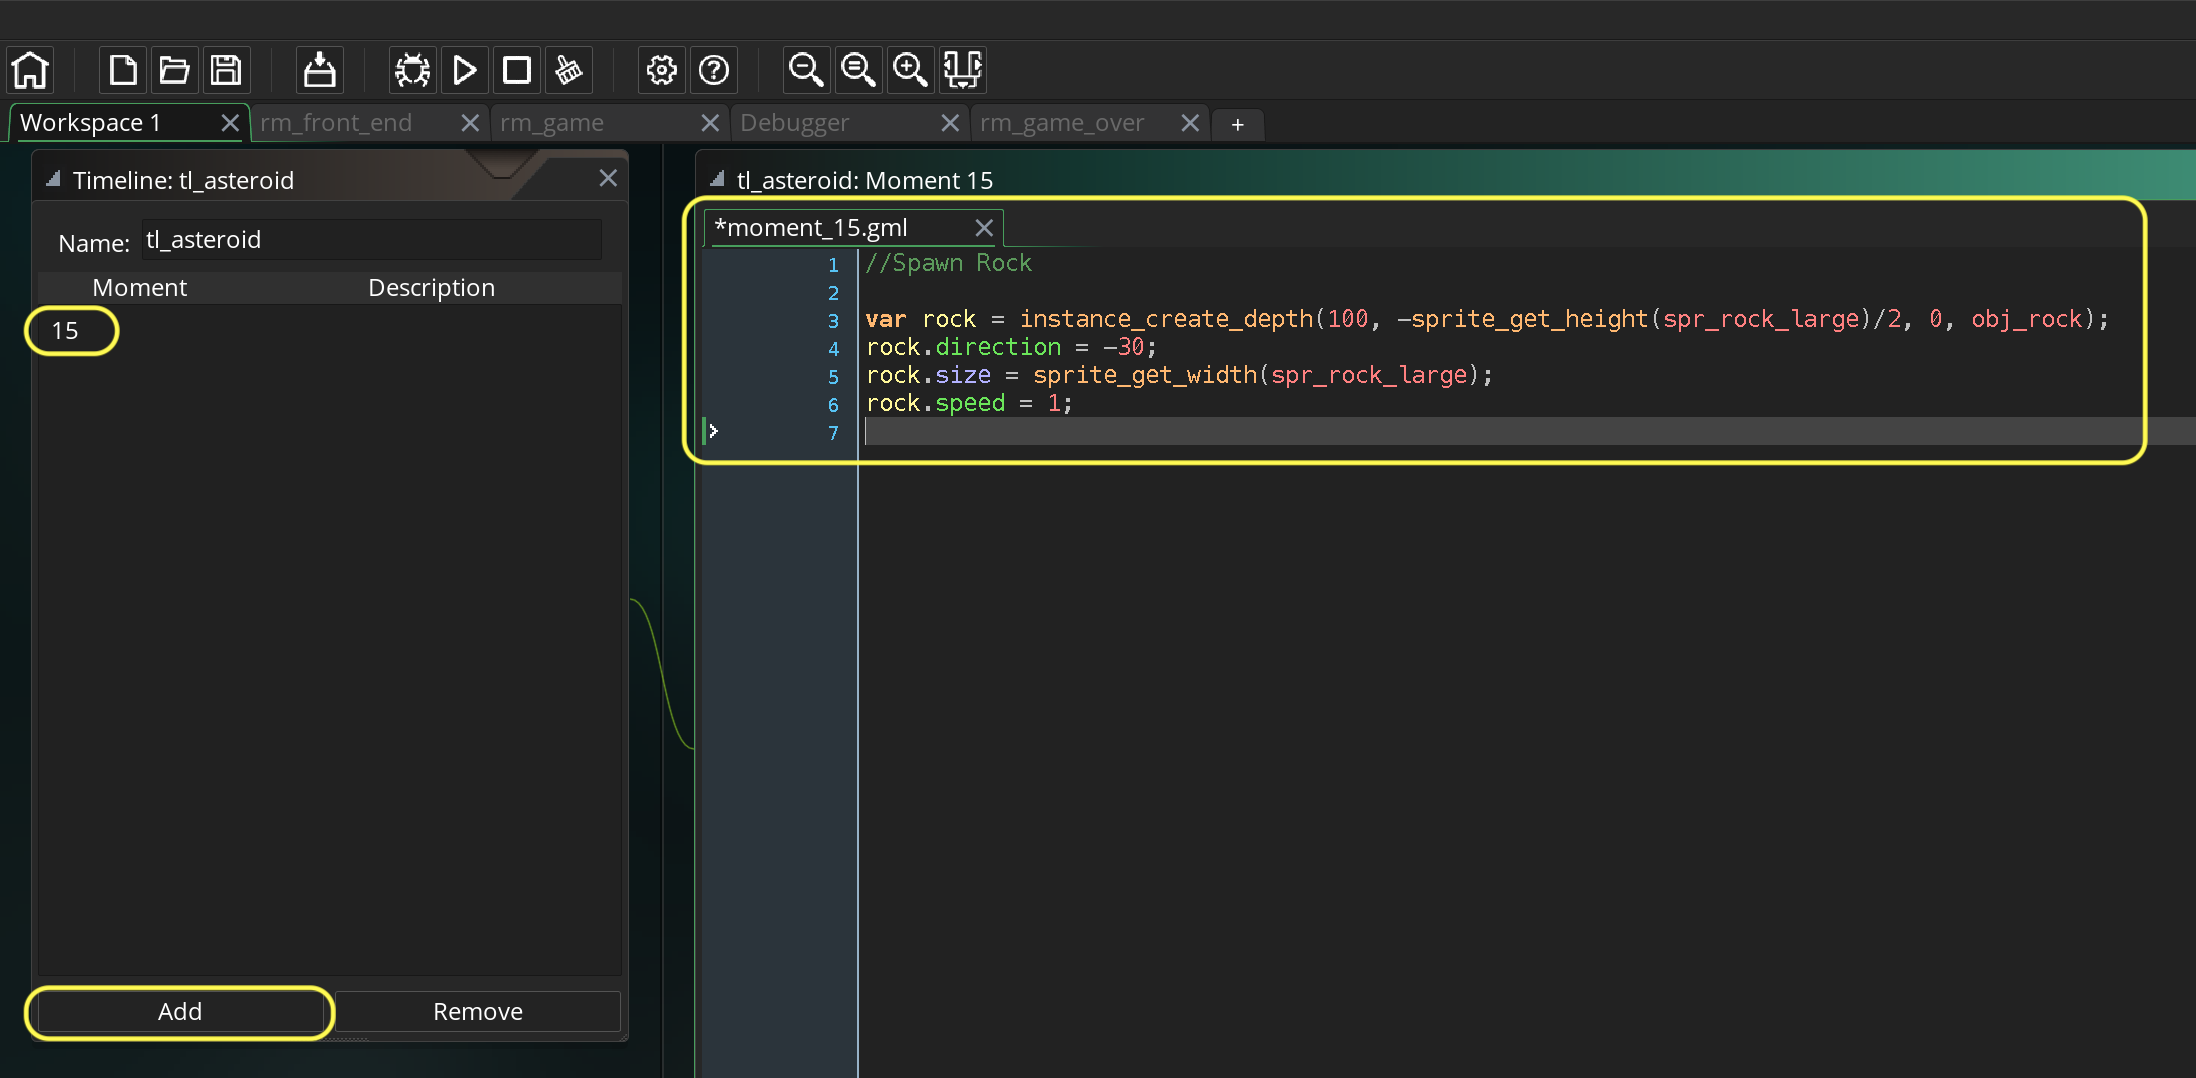 Workspace 1 rm_front_end rm_game Debugger rm_game_over +
Timeline: tl_asteroid
Name: tl_asteroid
Moment Description
15
Add Remove
tl_asteroid: Moment 15
*moment_15.gml
1 //Spawn Rock
2
3 var rock = instance_create_depth(100, -sprite_get_height(spr_rock_large)/2, 0, obj_rock);
4 rock.direction = -30;
5 rock.size = sprite_get_width(spr_rock_large);
6 rock.speed = 1;
7